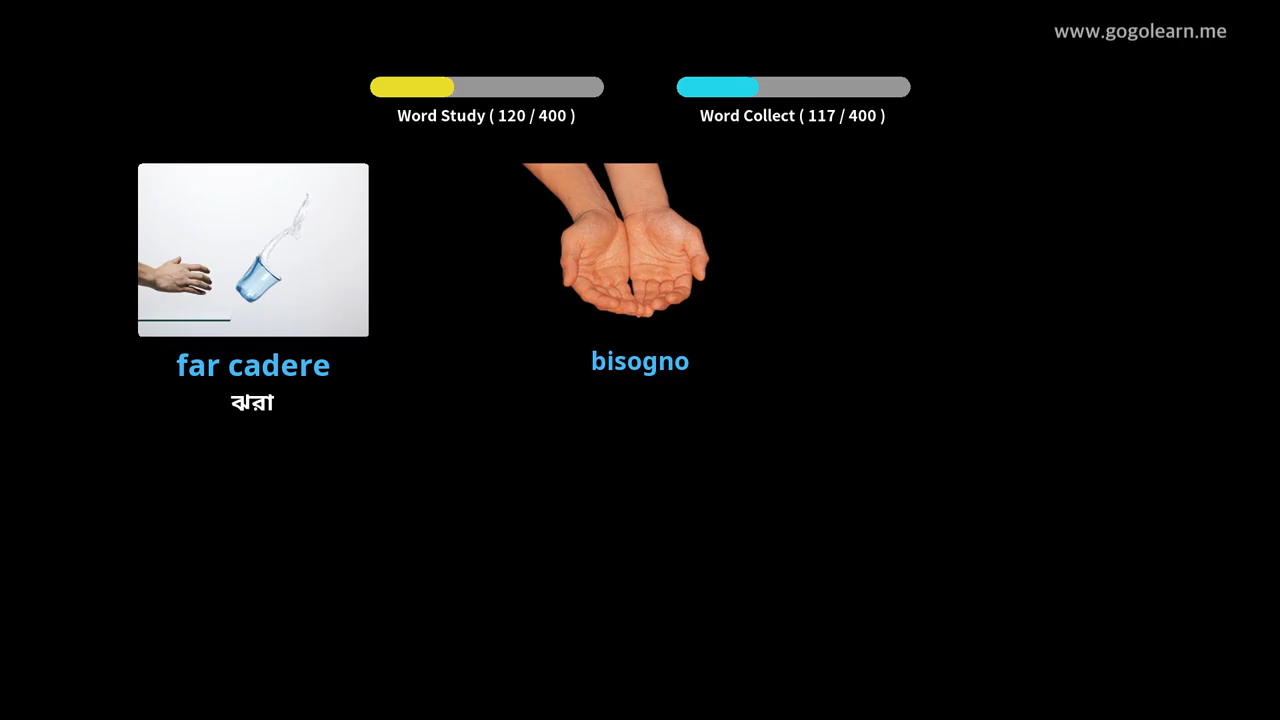 www.gogolearn.me
Word Study ( 120 / 400 )
Word Collect ( 117 / 400 )
far cadere
ঝরা
bisogno